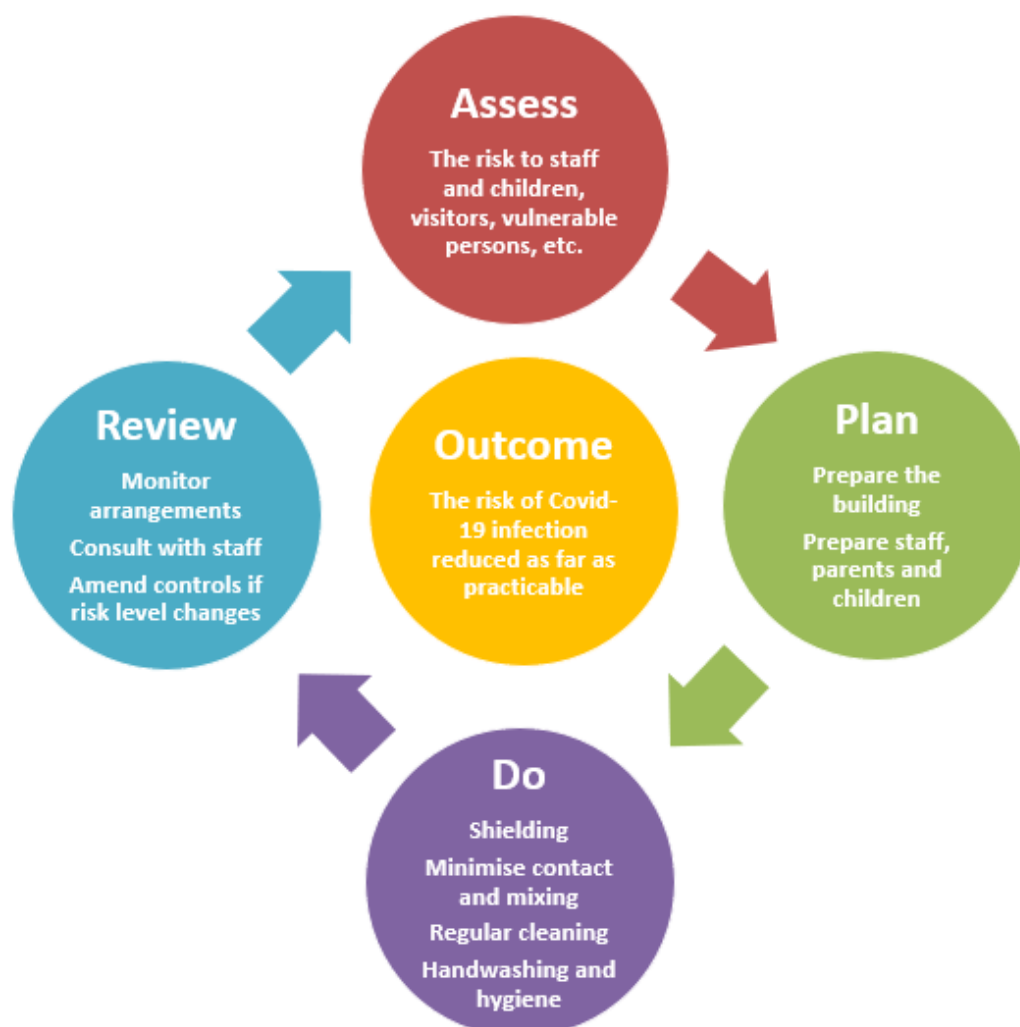 Assess
The risk to staff
and children,
visitors, vulnerable
persons, etc.
Plan
Prepare the
building
Prepare staff,
parents and
children
Do
Shielding
Minimise contact
and mixing
Regular cleaning
Handwashing and
hygiene
Review
Monitor
arrangements
Consult with staff
Amend controls if
risk level changes
Outcome
The risk of Covid-
19 infection
reduced as far as
practicable